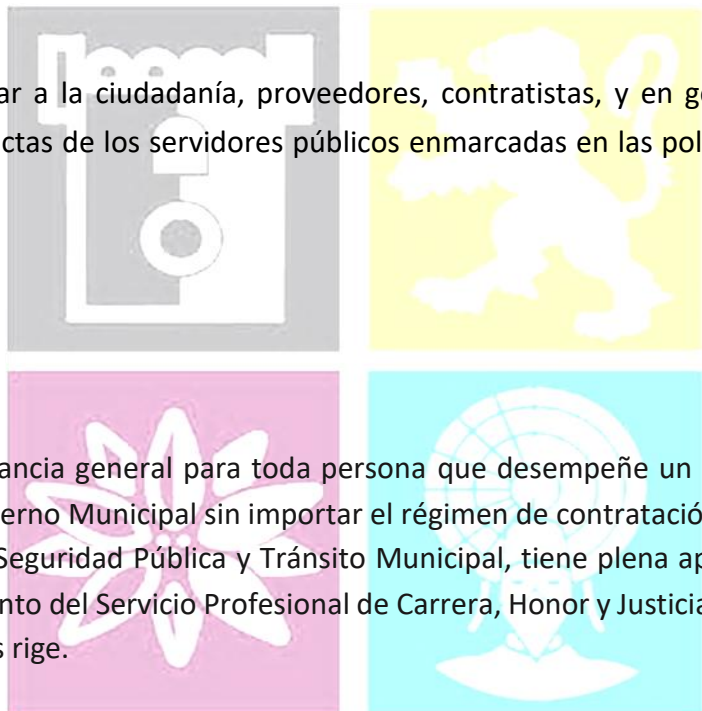 ar a la ciudadanía, proveedores, contratistas, y en ge
ctas de los servidores públicos enmarcadas en las pol
ancia general para toda persona que desempeñe un
erno Municipal sin importar el régimen de contratació
Seguridad Pública y Tránsito Municipal, tiene plena ap
nto del Servicio Profesional de Carrera, Honor y Justicia
s rige.